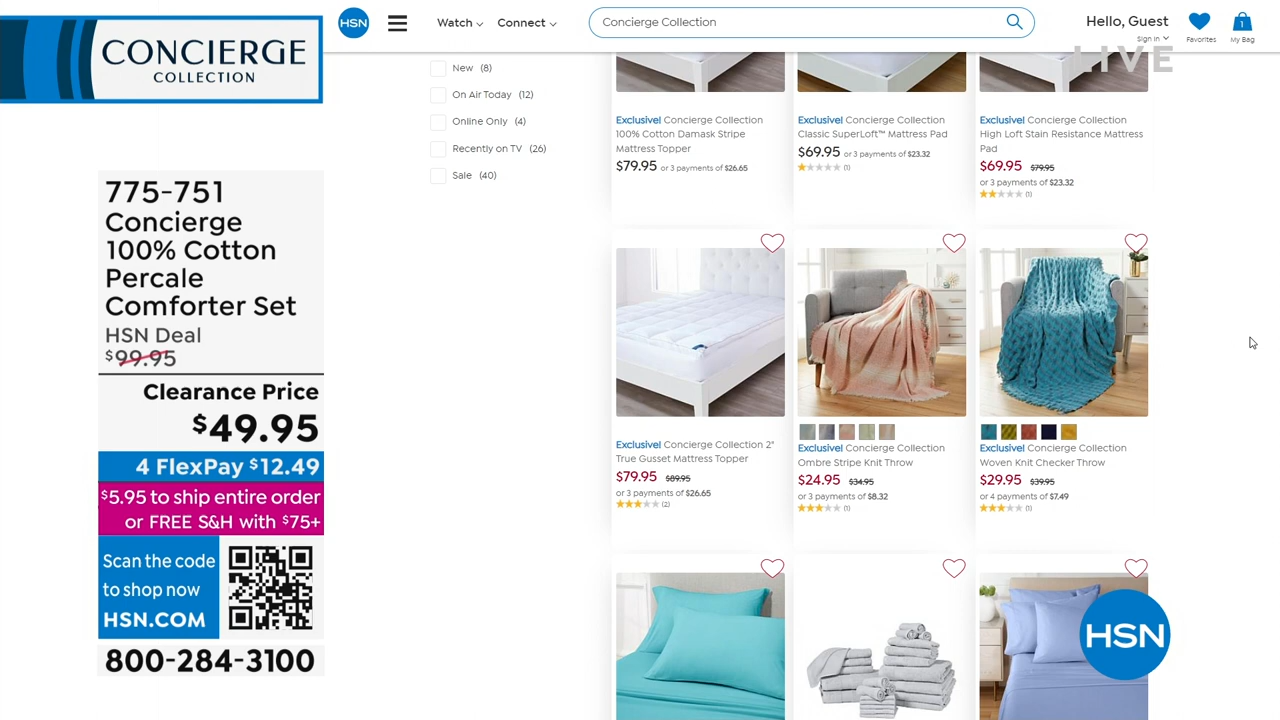 CONCIERGE
COLLECTION
775-751
Concierge
100% Cotton
Percale
Comforter Set
HSN Deal
$99.95
Clearance Price
$49.95
4 FlexPay $12.49
$5.95 to ship entire order
or FREE S&H with $75+
Scan the code
to shop now
HSN.COM
800-284-3100
HSN
Watch
Connect
Concierge Collection
Hello, Guest
Sign In
Favorites
1
My Bag
LIVE
New (8)
On Air Today (12)
Online Only (4)
Recently on TV (26)
Sale (40)
Exclusive! Concierge Collection
100% Cotton Damask Stripe
Mattress Topper
$79.95 or 3 payments of $26.65
Exclusive! Concierge Collection
Classic SuperLoft™ Mattress Pad
$69.95 or 3 payments of $23.32
(1)
Exclusive! Concierge Collection
High Loft Stain Resistance Mattress
Pad
$69.95 $79.95
or 3 payments of $23.32
(1)
Exclusive! Concierge Collection 2"
True Gusset Mattress Topper
$79.95 $89.95
or 3 payments of $26.65
(2)
Exclusive! Concierge Collection
Ombre Stripe Knit Throw
$24.95 $34.95
or 3 payments of $8.32
(1)
Exclusive! Concierge Collection
Woven Knit Checker Throw
$29.95 $39.95
or 4 payments of $7.49
(1)
HSN